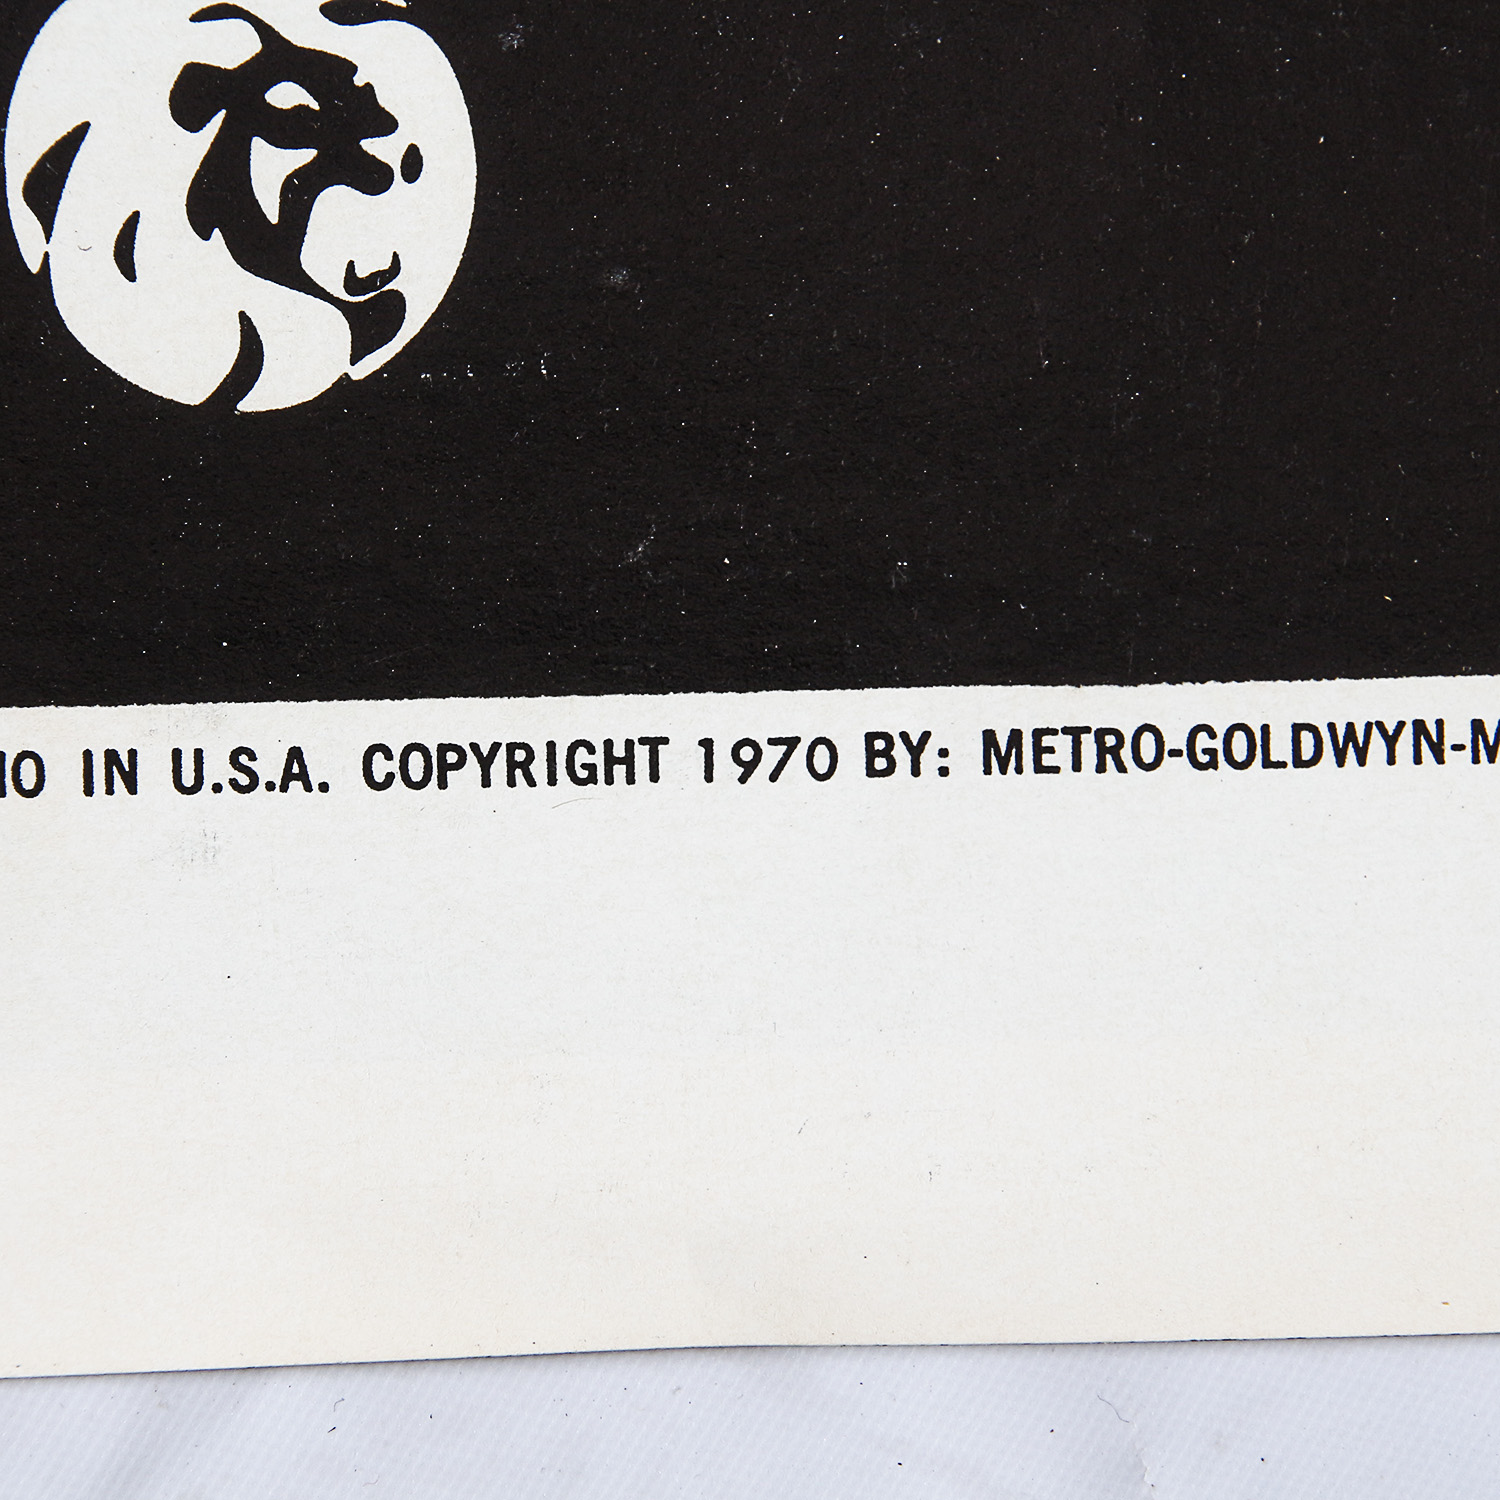 IN U.S.A. COPYRIGHT 1970 BY: METRO-GOLDWYN-M